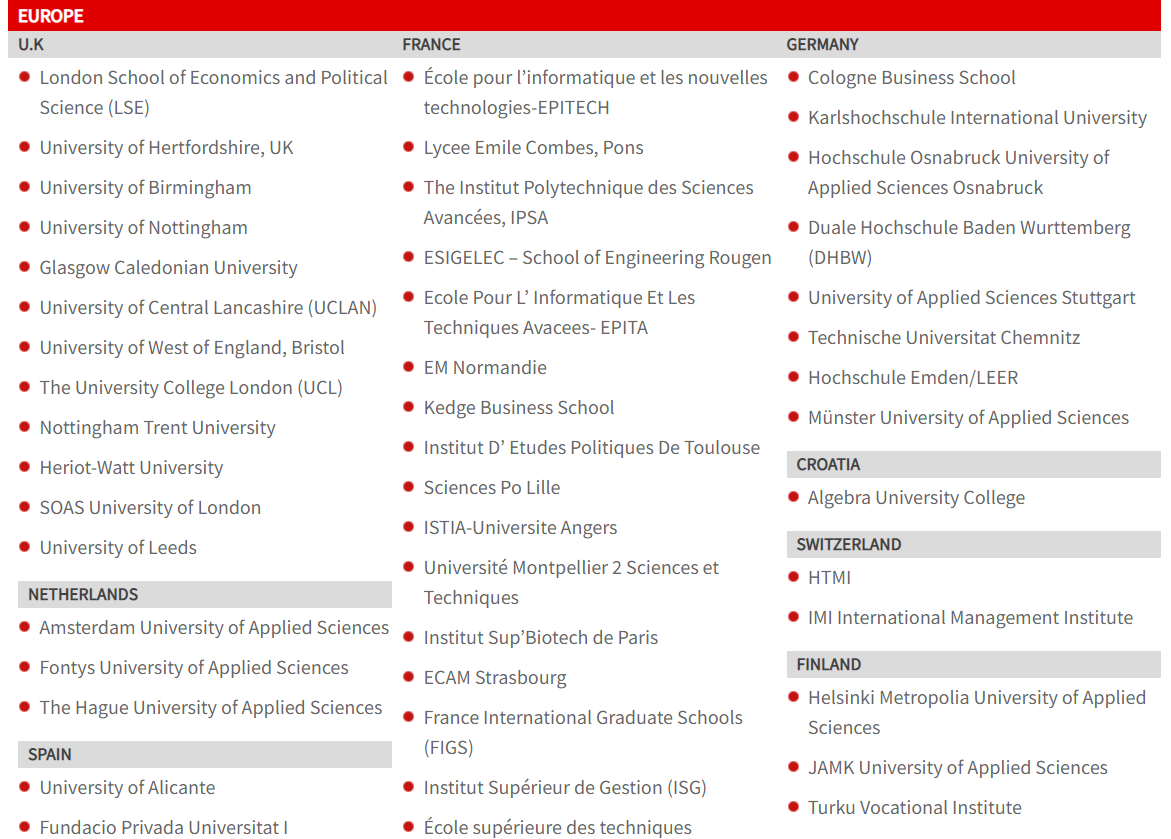 EUROPE
U.K
London School of Economics and Political
Science (LSE)
University of Hertfordshire, UK
University of Birmingham
University of Nottingham
Glasgow Caledonian University
University of Central Lancashire (UCLAN)
University of West of England, Bristol
The University College London (UCL)
Nottingham Trent University
Heriot-Watt University
SOAS University of London
University of Leeds
NETHERLANDS
Amsterdam University of Applied Sciences
Fontys University of Applied Sciences
The Hague University of Applied Sciences
SPAIN
University of Alicante
Fundacio Privada Universitat I
FRANCE
École pour l’informatique et les nouvelles
technologies-EPITECH
Lycee Emile Combes, Pons
The Institut Polytechnique des Sciences
Avancées, IPSA
ESIGELEC – School of Engineering Rougen
Ecole Pour L’ Informatique Et Les
Techniques Avacees- EPITA
EM Normandie
Kedge Business School
Institut D’ Etudes Politiques De Toulouse
Sciences Po Lille
ISTIA-Universite Angers
Université Montpellier 2 Sciences et
Techniques
Institut Sup’Biotech de Paris
ECAM Strasbourg
France International Graduate Schools
(FIGS)
Institut Supérieur de Gestion (ISG)
École supérieure des techniques
GERMANY
Cologne Business School
Karlshochschule International University
Hochschule Osnabruck University of
Applied Sciences Osnabruck
Duale Hochschule Baden Wurttemberg
(DHBW)
University of Applied Sciences Stuttgart
Technische Universitat Chemnitz
Hochschule Emden/LEER
Münster University of Applied Sciences
CROATIA
Algebra University College
SWITZERLAND
HTMI
IMI International Management Institute
FINLAND
Helsinki Metropolia University of Applied
Sciences
JAMK University of Applied Sciences
Turku Vocational Institute